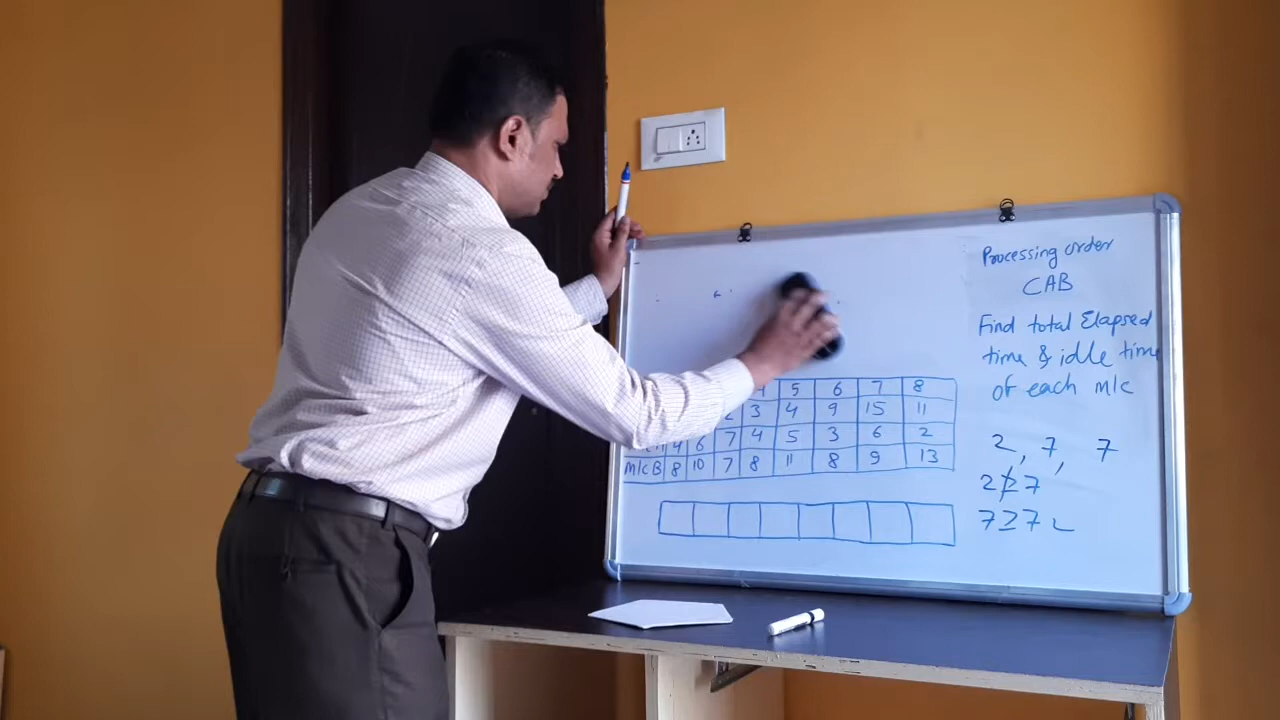 Processing order
CAB
Find total Elapsed
time & idle time
of each m/c
4 5 6 7 8
2 3 4 9 15 11
4 6 7 4 5 3 6 2
M/c B 8 10 7 8 11 8 9 13
2, 7, 7
2 ≱ 7
7 ≥ 7